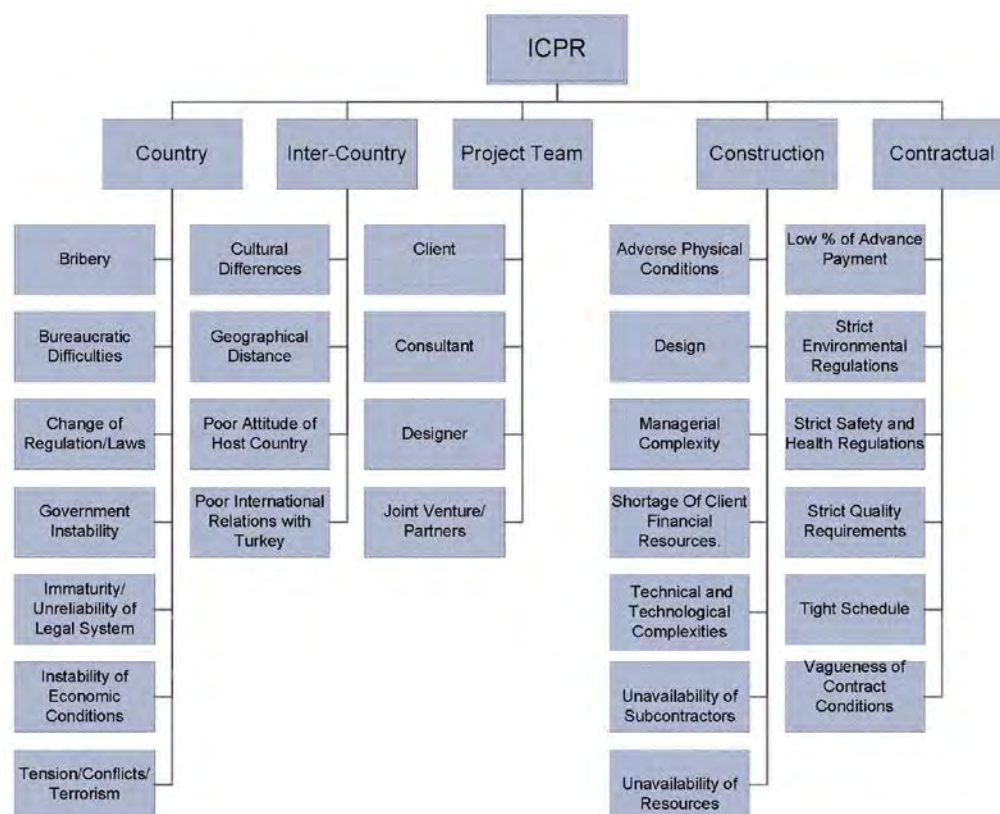 ICPR
Country
Inter-Country
Project Team
Construction
Contractual
Bribery
Bureaucratic
Difficulties
Change of
Regulation/Laws
Government
Instability
Immaturity/
Unreliability of
Legal System
Instability of
Economic
Conditions
Tension/Conflicts/
Terrorism
Cultural
Differences
Geographical
Distance
Poor Attitude of
Host Country
Poor International
Relations with
Turkey
Client
Consultant
Designer
Joint Venture/
Partners
Adverse Physical
Conditions
Design
Managerial
Complexity
Shortage Of Client
Financial
Resources.
Technical and
Technological
Complexities
Unavailability of
Subcontractors
Unavailability of
Resources
Low % of Advance
Payment
Strict
Environmental
Regulations
Strict Safety and
Health Regulations
Strict Quality
Requirements
Tight Schedule
Vagueness of
Contract
Conditions